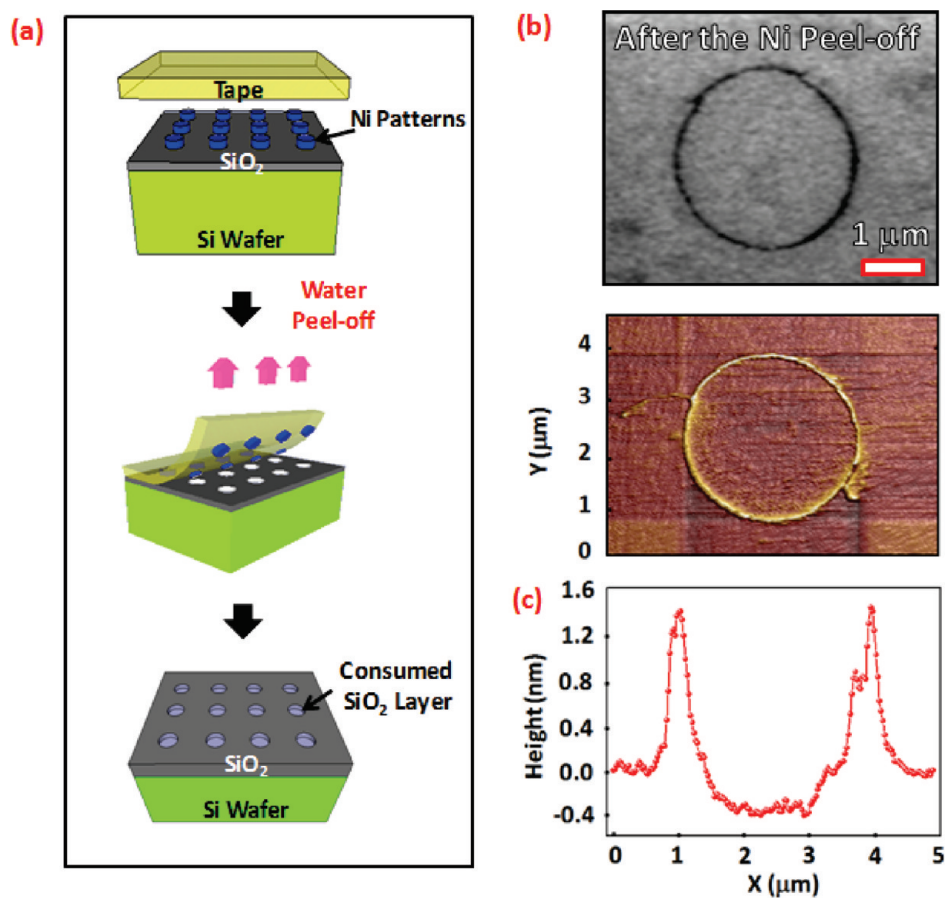 (a)
Tape
Ni Patterns
SiO₂
Si Wafer
Water
Peel-off
Consumed
SiO₂ Layer
SiO₂
Si Wafer
(b)
After the Ni Peel-off
1 μm
4
3
2
1
0
Y (μm)
(c)
1.6
1.2
0.8
0.4
0.0
-0.4
Height (nm)
0 1 2 3 4 5
X (μm)